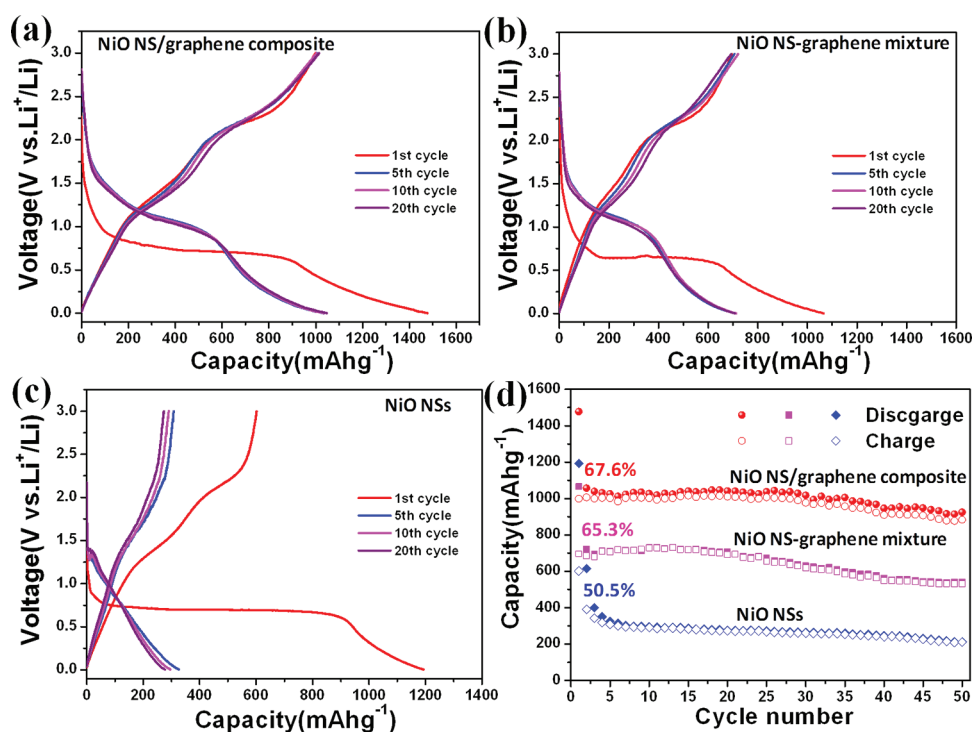 (a)
NiO NS/graphene composite
3.0
2.5
2.0
1.5
1.0
0.5
0.0
Voltage(V vs.Li⁺/Li)
1st cycle
5th cycle
10th cycle
20th cycle
0 200 400 600 800 1000 1200 1400 1600
Capacity(mAhg⁻¹)
(b)
NiO NS-graphene mixture
3.0
2.5
2.0
1.5
1.0
0.5
0.0
Voltage(V vs.Li⁺/Li)
1st cycle
5th cycle
10th cycle
20th cycle
0 200 400 600 800 1000 1200 1400 1600
Capacity(mAhg⁻¹)
(c)
NiO NSs
3.0
2.5
2.0
1.5
1.0
0.5
0.0
Voltage(V vs.Li⁺/Li)
1st cycle
5th cycle
10th cycle
20th cycle
0 200 400 600 800 1000 1200 1400
Capacity(mAhg⁻¹)
(d)
1600
1400
1200
1000
800
600
400
200
0
Capacity(mAhg⁻¹)
Discgarge
Charge
67.6%
NiO NS/graphene composite
65.3%
NiO NS-graphene mixture
50.5%
NiO NSs
0 5 10 15 20 25 30 35 40 45 50
Cycle number